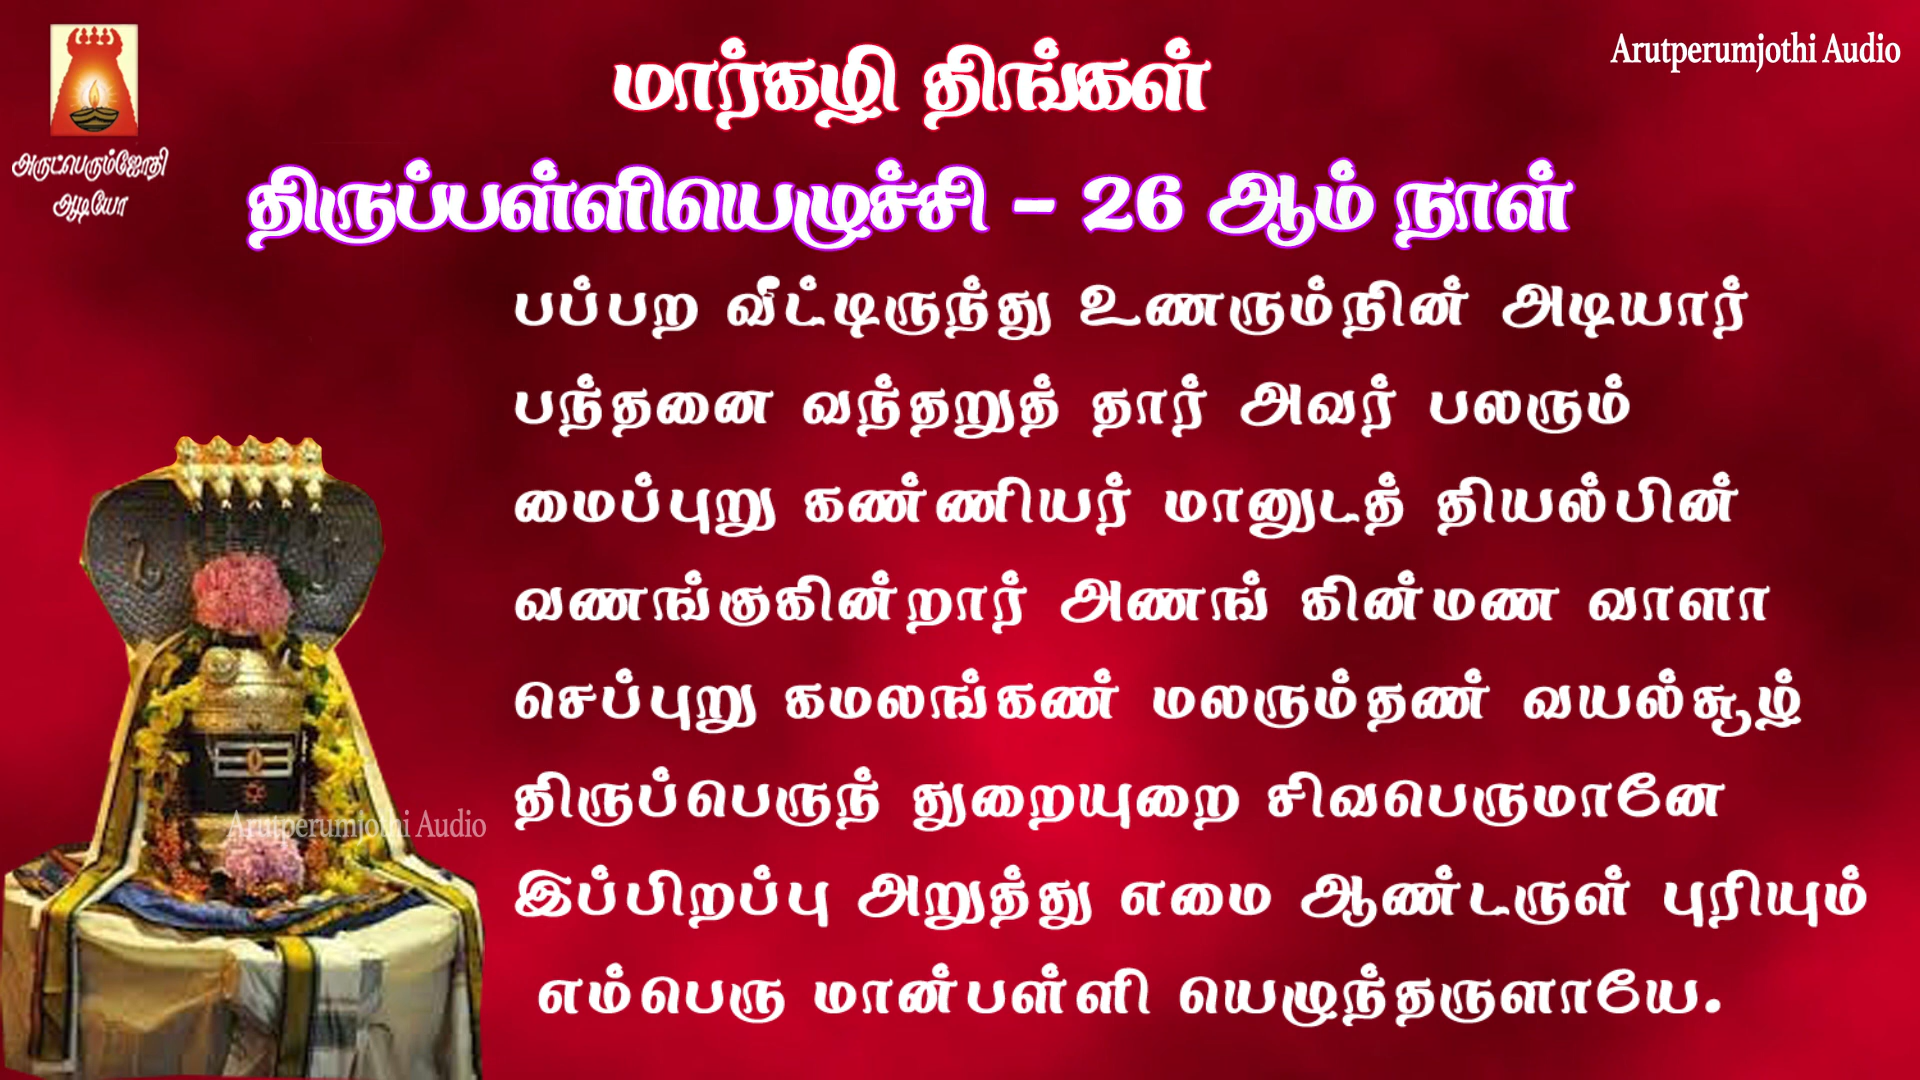 மார்கழி திங்கள்
Arutperumjothi Audio
அருட்பெரும்ஜோதி
ஆடியோ
திருப்பள்ளியெழுச்சி – 26 ஆம் நாள்
பப்பற வீட்டிருந்து உணரும்நின் அடியார்
பந்தனை வந்தறுத் தார் அவர் பலரும்
மைப்புறு கண்ணியர் மானுடத் தியல்பின்
வணங்குகின்றார் அணங் கின்மண வாளா
செப்புறு கமலங்கண் மலரும்தண் வயல்சூழ்
திருப்பெருந் துறையுறை சிவபெருமானே
இப்பிறப்பு அறுத்து எமை ஆண்டருள் புரியும்
எம்பெரு மான்பள்ளி யெழுந்தருளாயே.
Arutperumjothi Audio